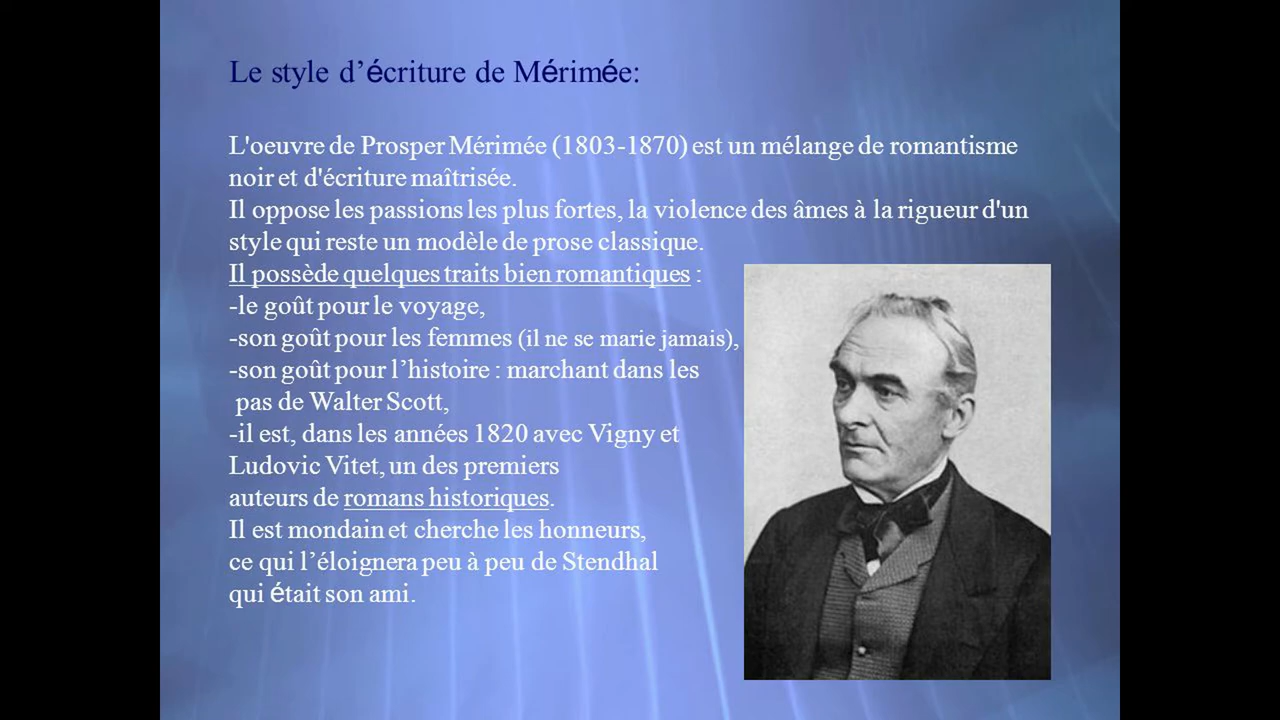 Le style d’écriture de Mérimée:
L'oeuvre de Prosper Mérimée (1803-1870) est un mélange de romantisme
noir et d'écriture maîtrisée.
Il oppose les passions les plus fortes, la violence des âmes à la rigueur d'un
style qui reste un modèle de prose classique.
Il possède quelques traits bien romantiques :
-le goût pour le voyage,
-son goût pour les femmes (il ne se marie jamais),
-son goût pour l’histoire : marchant dans les
pas de Walter Scott,
-il est, dans les années 1820 avec Vigny et
Ludovic Vitet, un des premiers
auteurs de romans historiques.
Il est mondain et cherche les honneurs,
ce qui l’éloignera peu à peu de Stendhal
qui était son ami.